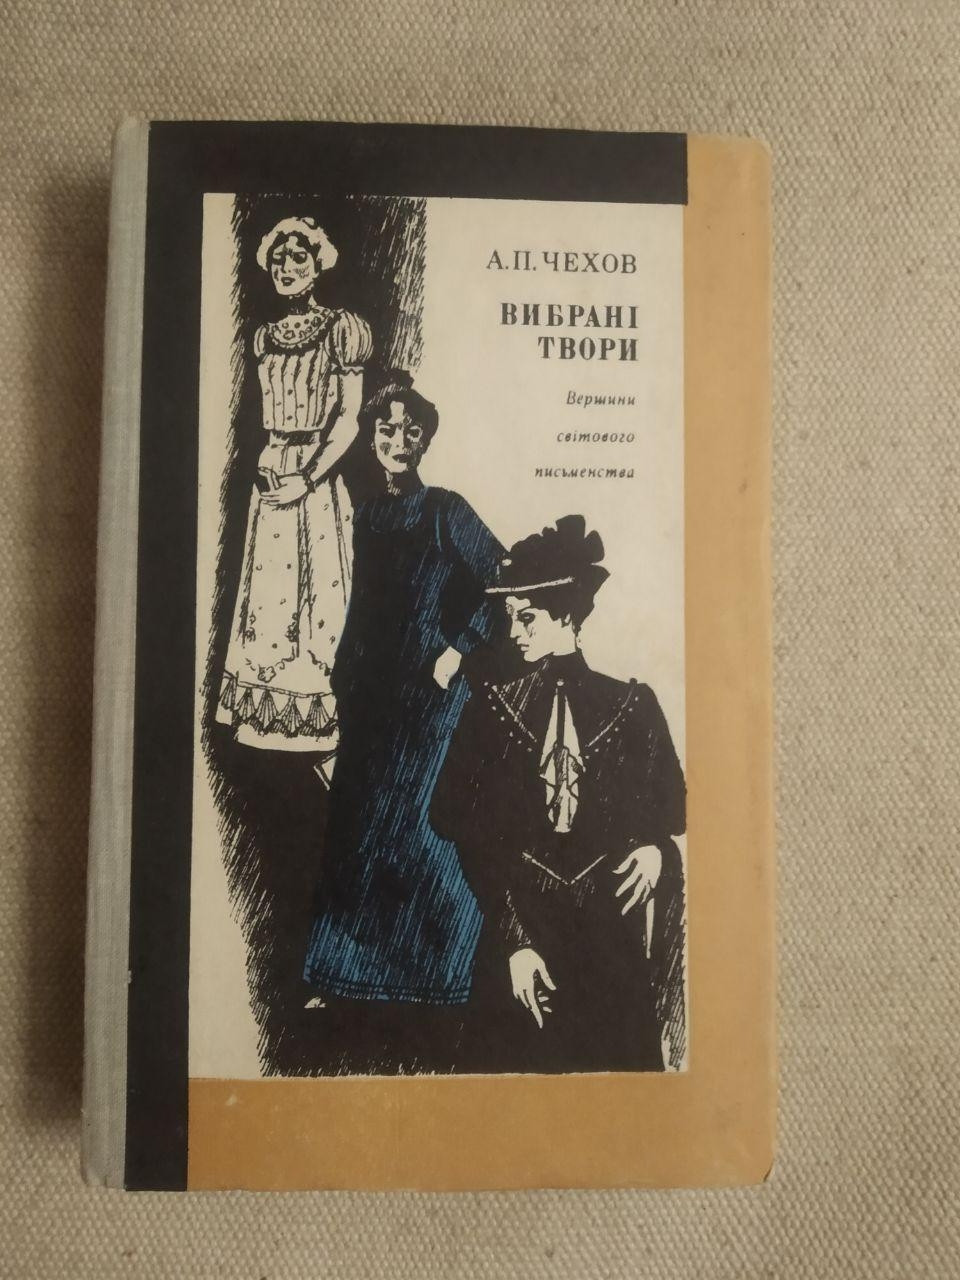 А.П.ЧЕХОВ
ВИБРАНІ
ТВОРИ
Вершини
світового
письменства